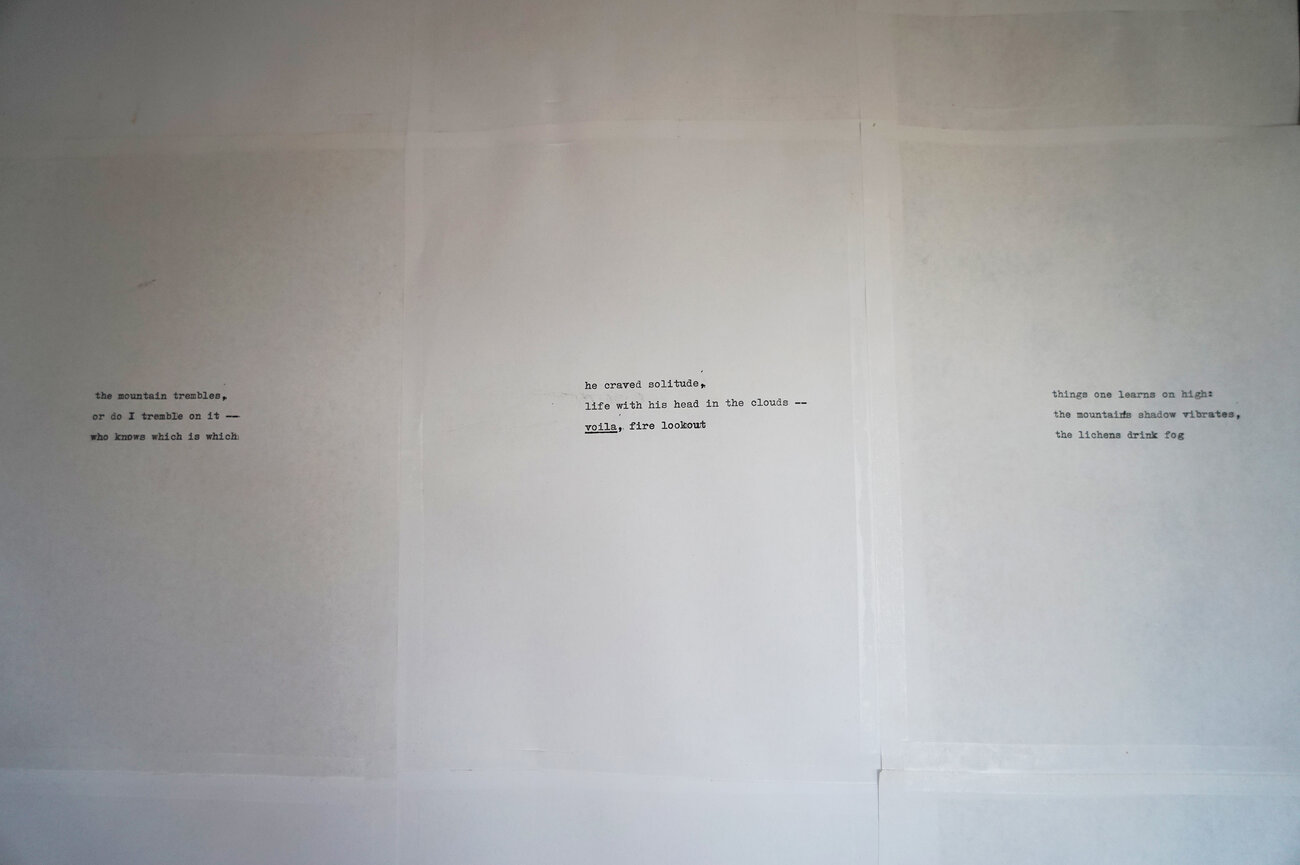 the mountain trembles,
or do I tremble on it --
who knows which is which
he craved solitude,
life with his head in the clouds --
voila, fire lookout
things one learns on high:
the mountains shadow vibrates,
the lichens drink fog